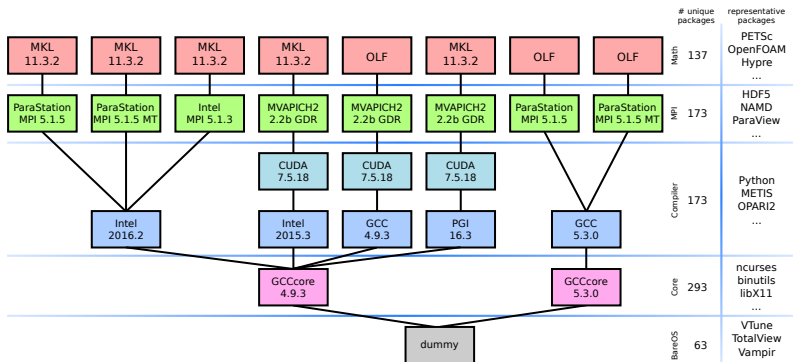 # unique
packages
representative
packages
MKL
11.3.2
MKL
11.3.2
MKL
11.3.2
MKL
11.3.2
OLF
MKL
11.3.2
OLF
OLF
Math
137
PETSc
OpenFOAM
Hypre
...
ParaStation
MPI 5.1.5
ParaStation
MPI 5.1.5 MT
Intel
MPI 5.1.3
MVAPICH2
2.2b GDR
MVAPICH2
2.2b GDR
MVAPICH2
2.2b GDR
ParaStation
MPI 5.1.5
ParaStation
MPI 5.1.5 MT
MPI
173
HDF5
NAMD
ParaView
...
CUDA
7.5.18
CUDA
7.5.18
CUDA
7.5.18
Intel
2016.2
Intel
2015.3
GCC
4.9.3
PGI
16.3
GCC
5.3.0
Compiler
173
Python
METIS
OPARI2
...
GCCcore
4.9.3
GCCcore
5.3.0
Core
293
ncurses
binutils
libX11
...
dummy
BareOS
63
VTune
TotalView
Vampir